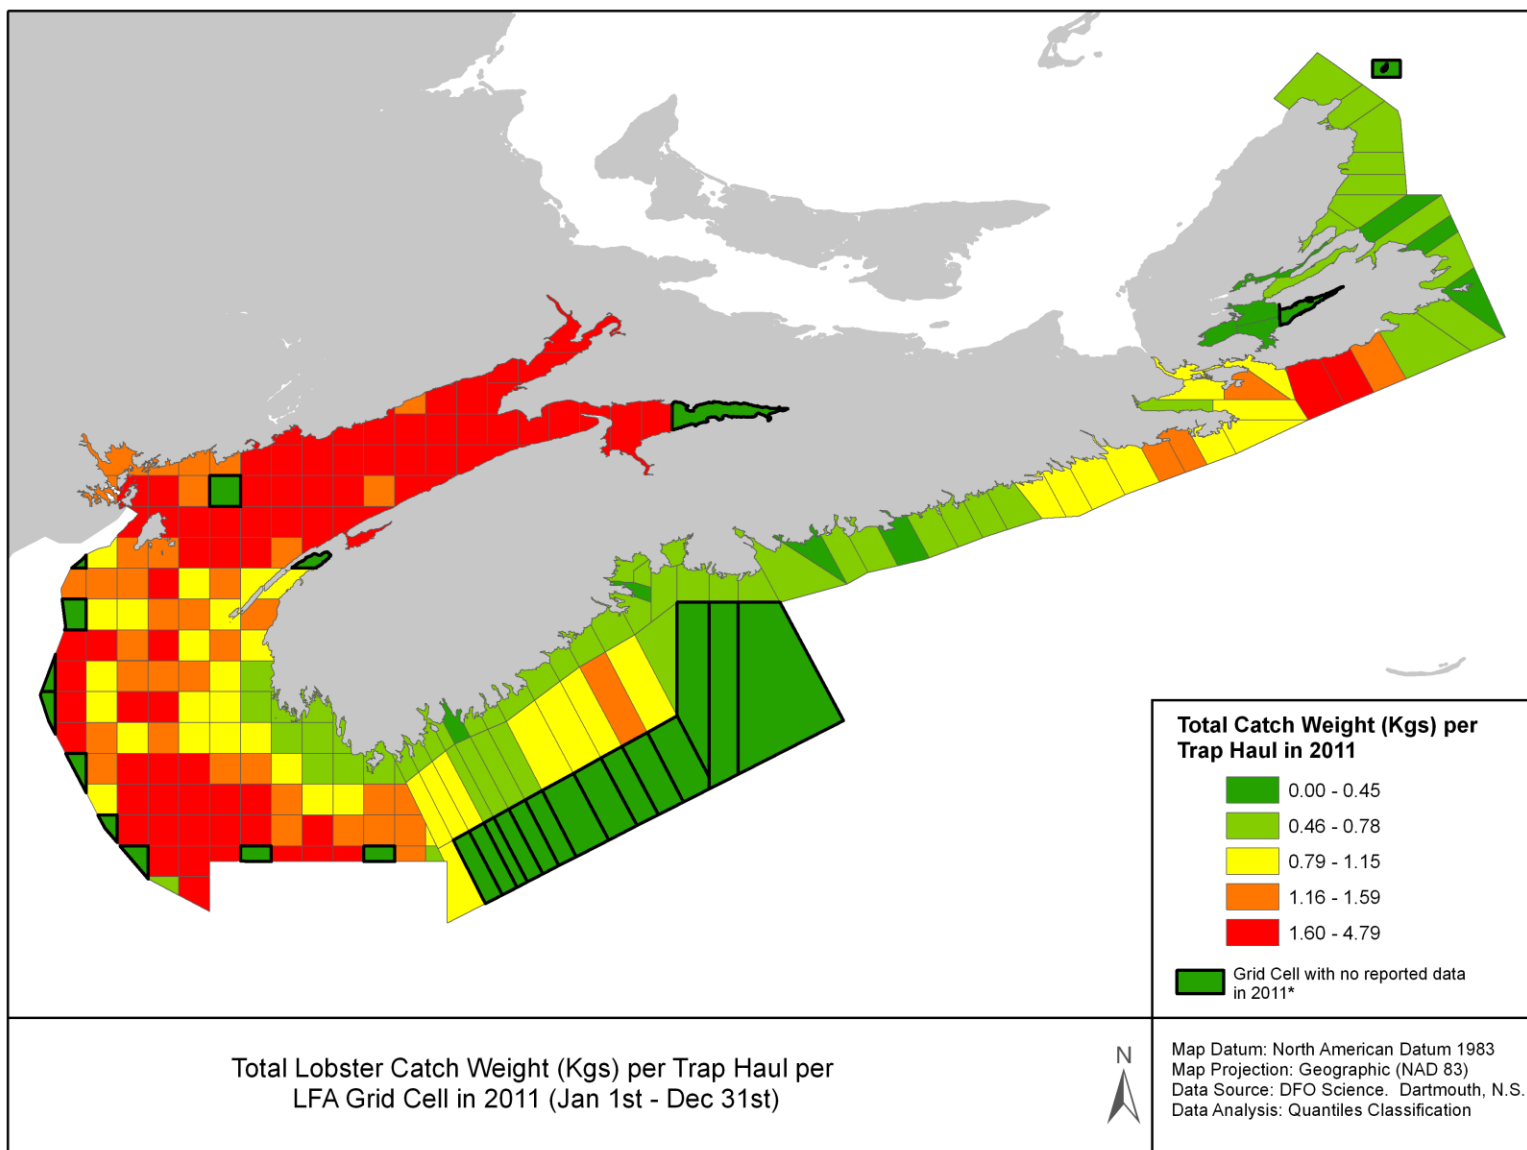 Total Catch Weight (Kgs) per
Trap Haul in 2011
0.00 - 0.45
0.46 - 0.78
0.79 - 1.15
1.16 - 1.59
1.60 - 4.79
Grid Cell with no reported data
in 2011*
Total Lobster Catch Weight (Kgs) per Trap Haul per
LFA Grid Cell in 2011 (Jan 1st - Dec 31st)
N
Map Datum: North American Datum 1983
Map Projection: Geographic (NAD 83)
Data Source: DFO Science. Dartmouth, N.S.
Data Analysis: Quantiles Classification